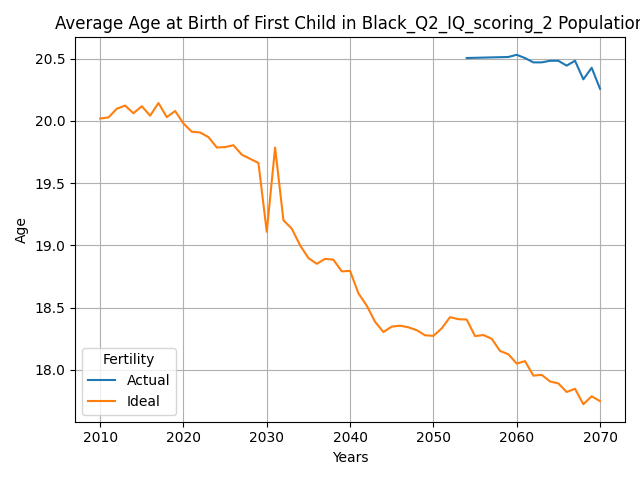 Average Age at Birth of First Child in Black_Q2_IQ_scoring_2 Population
20.5
20.0
19.5
19.0
18.5
18.0
Age
Fertility
Actual
Ideal
2010 2020 2030 2040 2050 2060 2070
Years